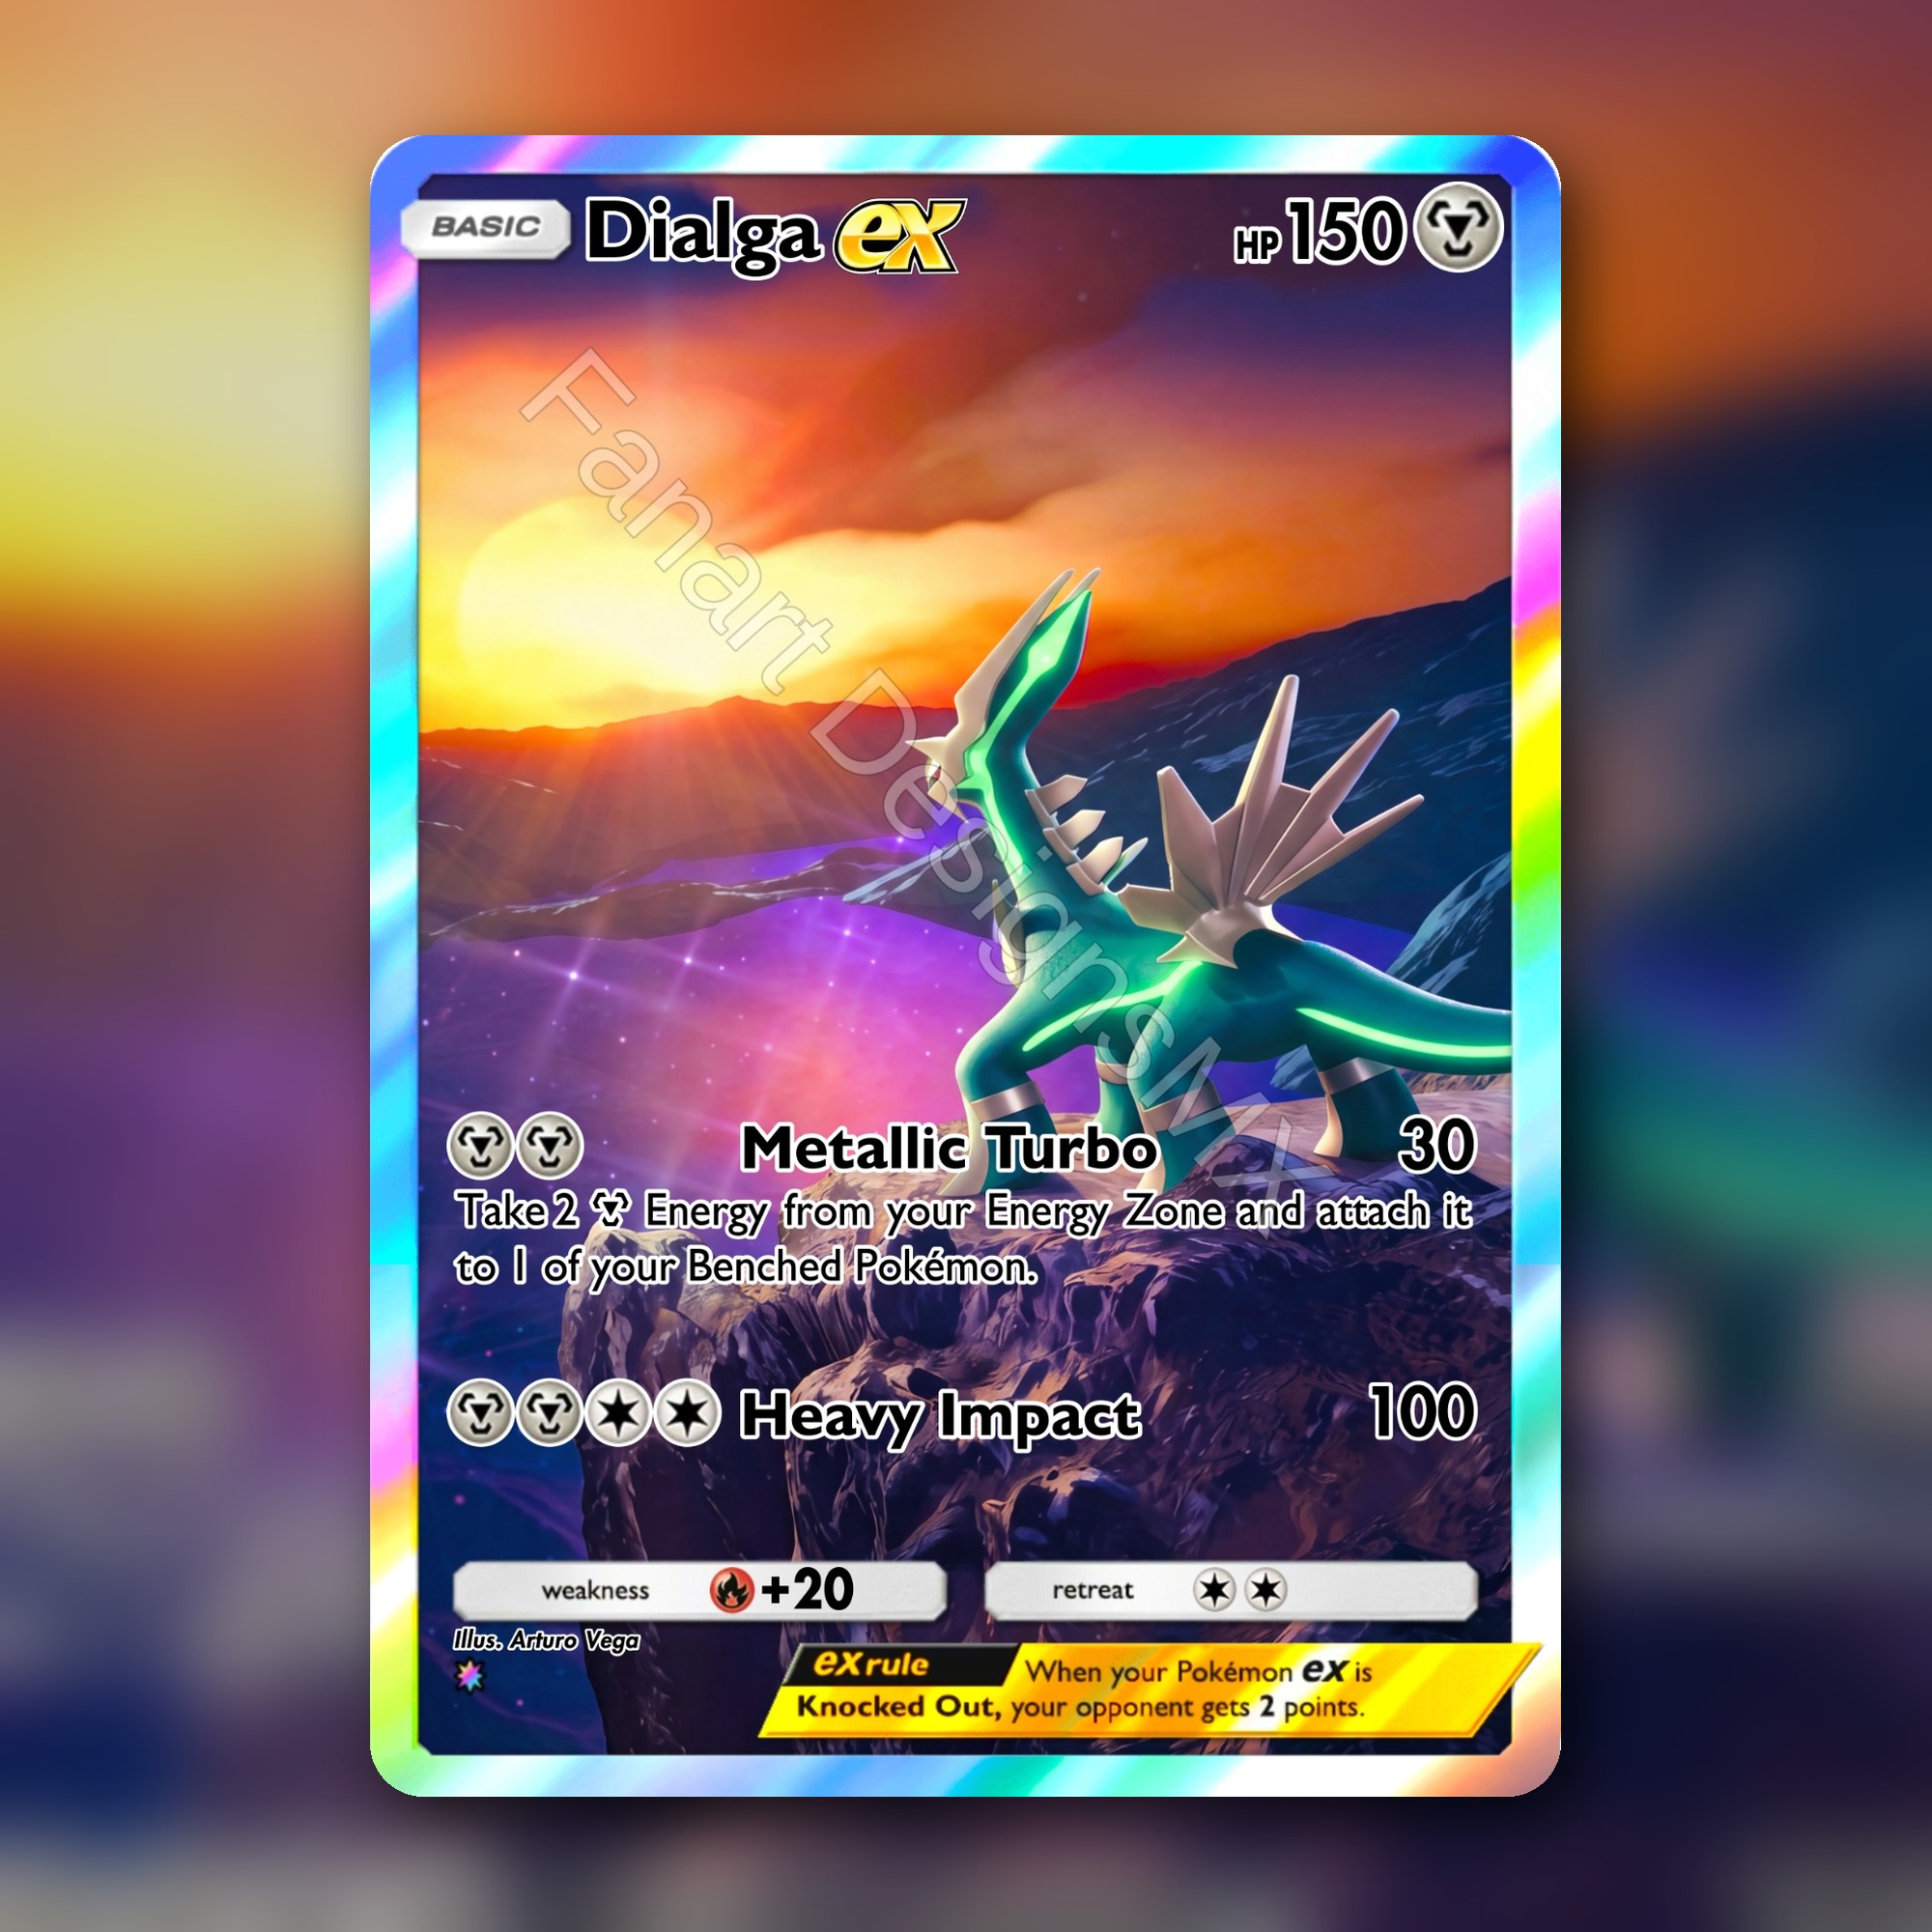 BASIC Dialga ex HP 150
Fanart DesignsMX
Metallic Turbo 30
Take 2 Energy from your Energy Zone and attach it
to 1 of your Benched Pokémon.
Heavy Impact 100
weakness +20 retreat
Illus. Arturo Vega
ex rule When your Pokémon ex is
Knocked Out, your opponent gets 2 points.